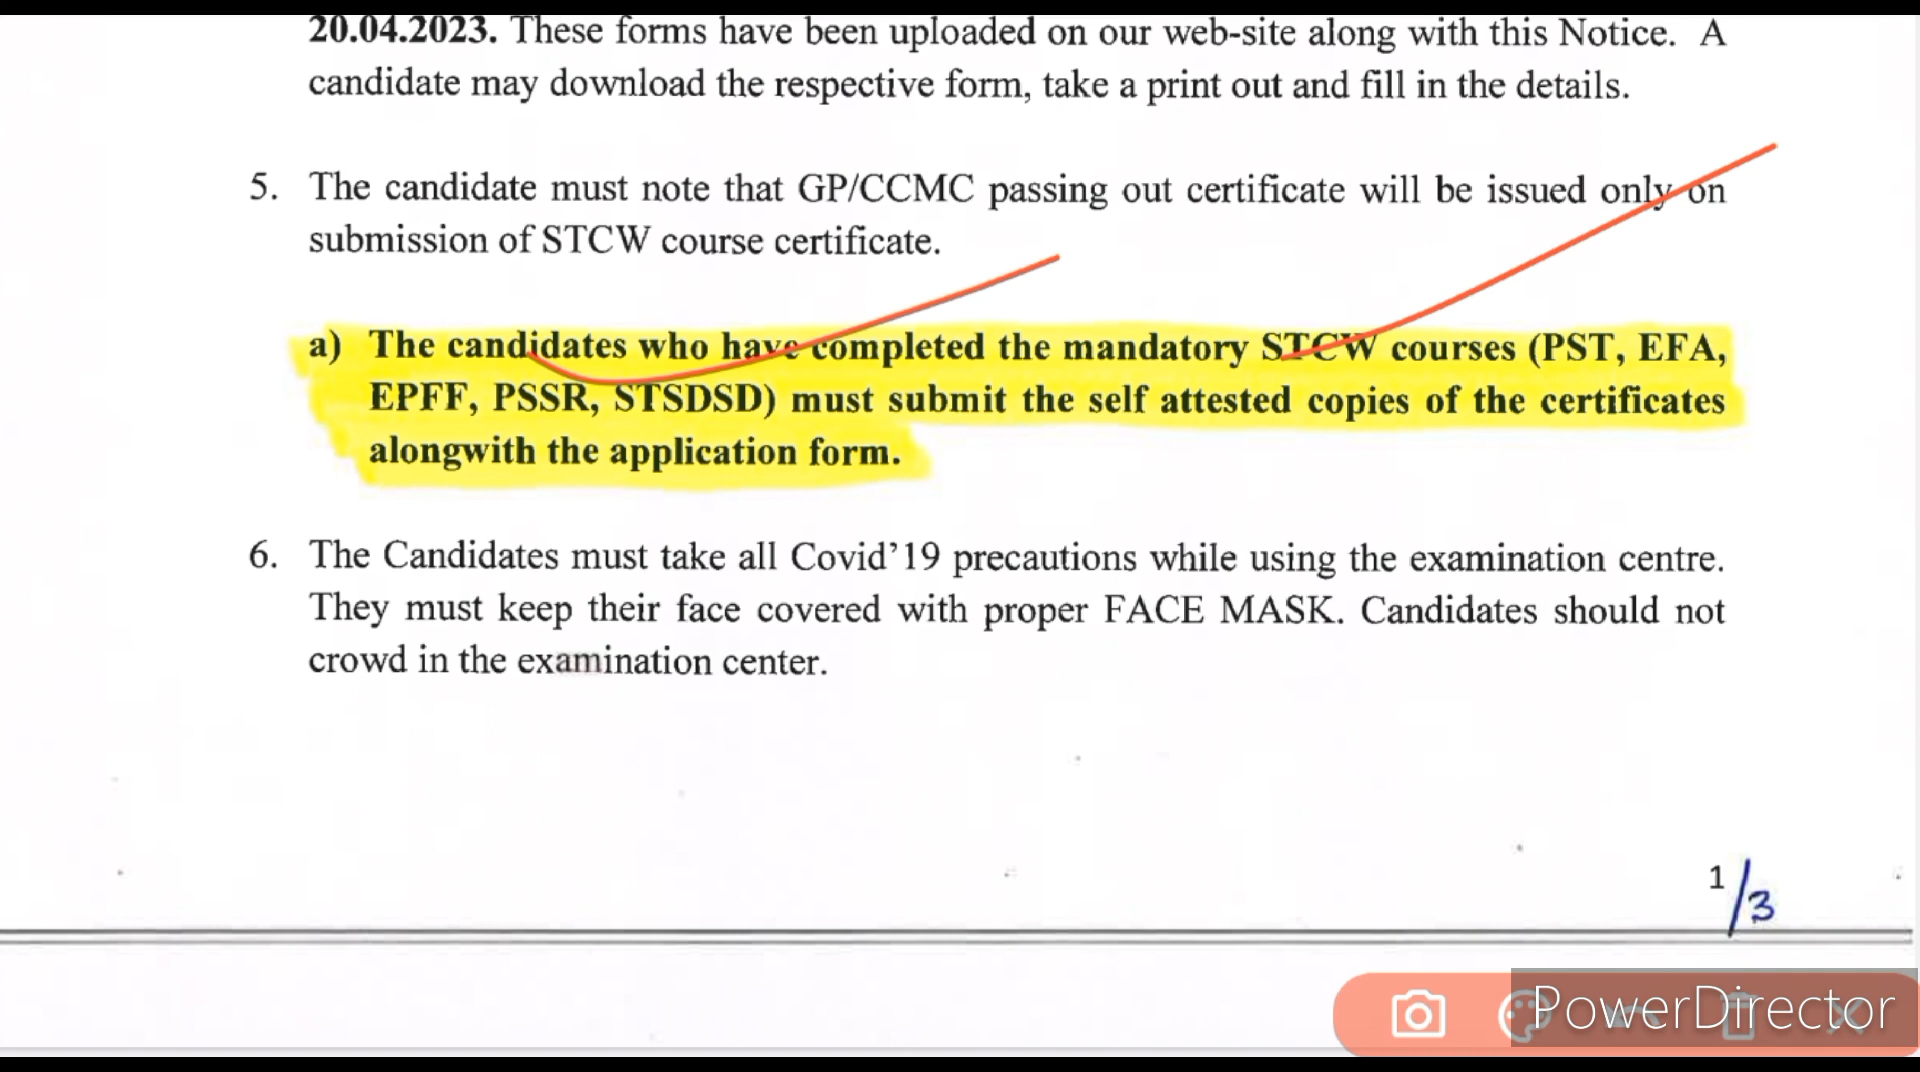 20.04.2023. These forms have been uploaded on our web-site along with this Notice. A
candidate may download the respective form, take a print out and fill in the details.
5. The candidate must note that GP/CCMC passing out certificate will be issued only on
submission of STCW course certificate.
a) The candidates who have completed the mandatory STCW courses (PST, EFA,
EPFF, PSSR, STSDSD) must submit the self attested copies of the certificates
alongwith the application form.
6. The Candidates must take all Covid’19 precautions while using the examination centre.
They must keep their face covered with proper FACE MASK. Candidates should not
crowd in the examination center.
1/3
PowerDirector